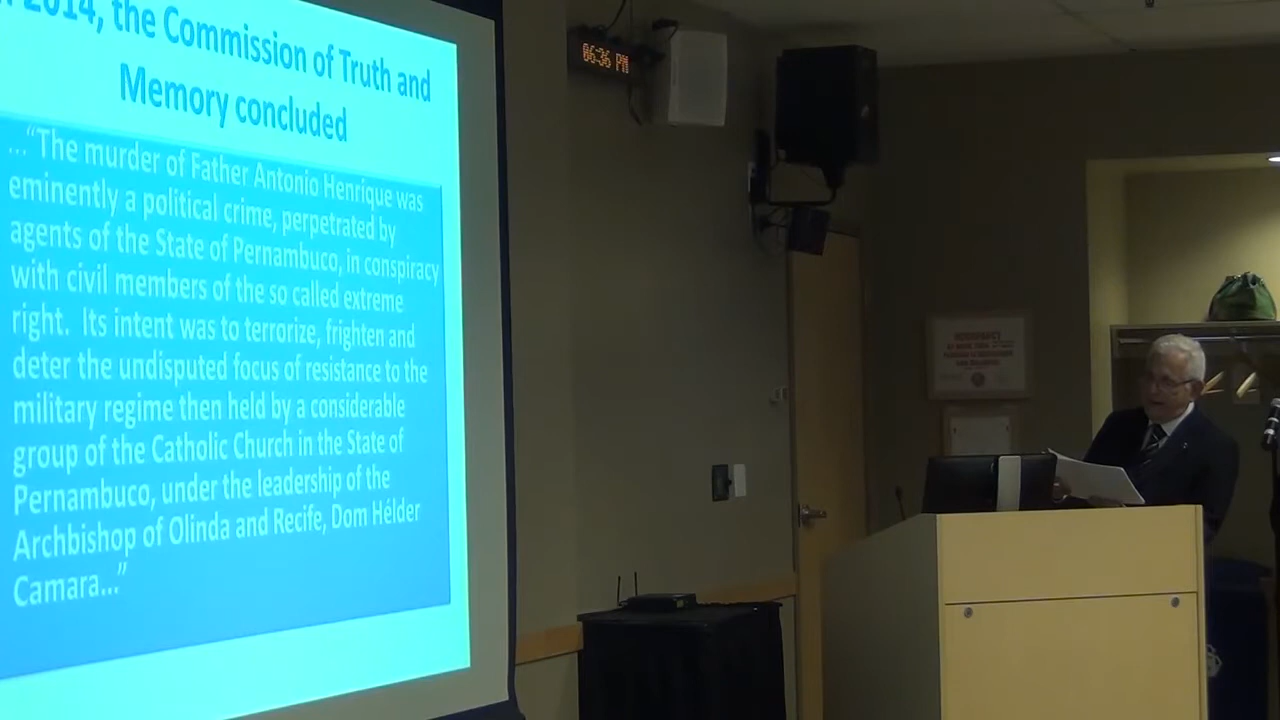 2014, the Commission of Truth and
Memory concluded
..."The murder of Father Antonio Henrique was
eminently a political crime, perpetrated by
agents of the State of Pernambuco, in conspiracy
with civil members of the so called extreme
right. Its intent was to terrorize, frighten and
deter the undisputed focus of resistance to the
military regime then held by a considerable
group of the Catholic Church in the State of
Pernambuco, under the leadership of the
Archbishop of Olinda and Recife, Dom Hélder
Camara..."
06:36 PM